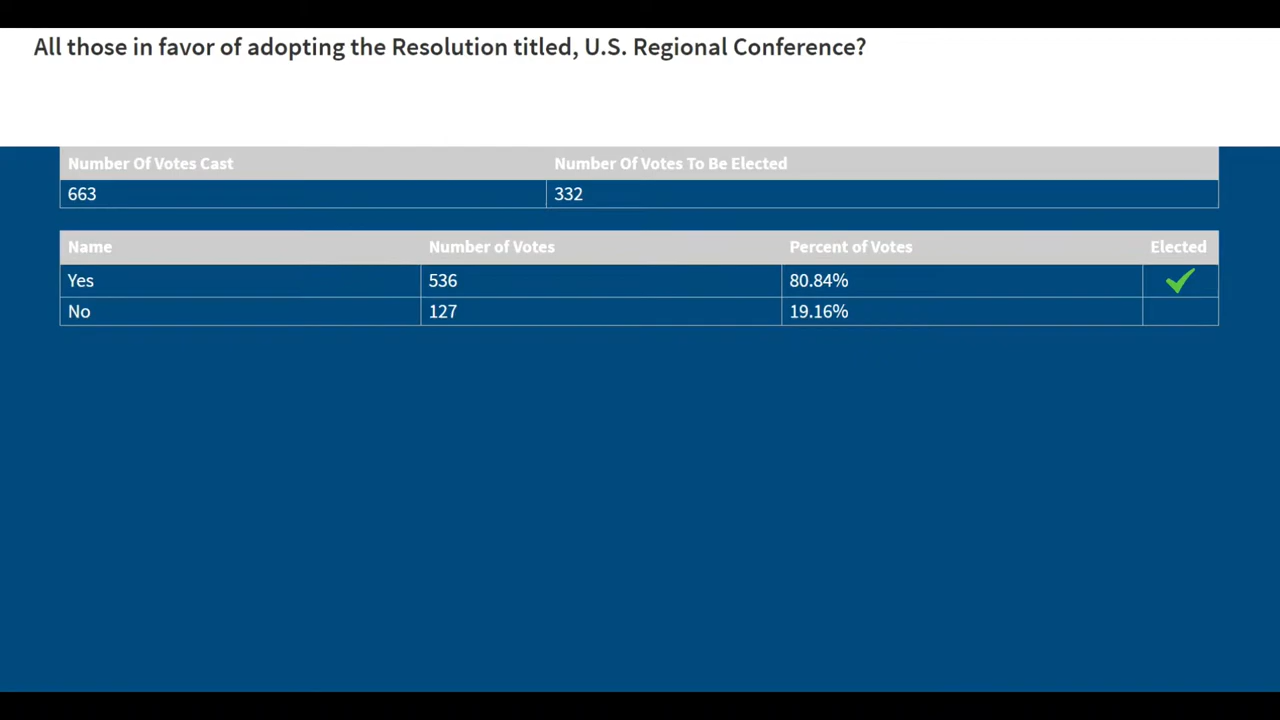 All those in favor of adopting the Resolution titled, U.S. Regional Conference?
Number Of Votes Cast Number Of Votes To Be Elected
663 332
Name Number of Votes Percent of Votes Elected
Yes 536 80.84%
No 127 19.16%